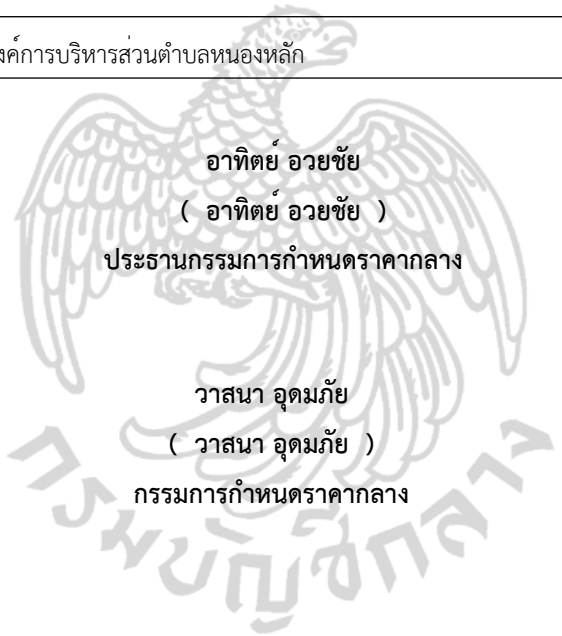 งค์การบริหารส่วนตำบลหนองหลัก
อาทิตย์ อวยชัย
( อาทิตย์ อวยชัย )
ประธานกรรมการกำหนดราคากลาง
วาสนา อุดมภัย
( วาสนา อุดมภัย )
กรรมการกำหนดราคากลาง
กรมบัญชีกลาง